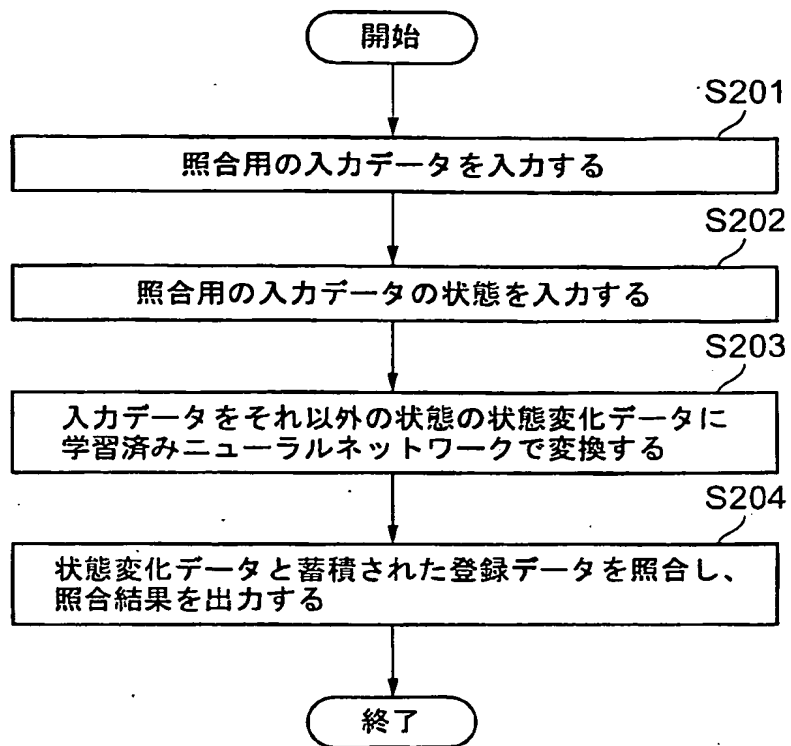 開始
S201
照合用の入力データを入力する
S202
照合用の入力データの状態を入力する
S203
入力データをそれ以外の状態の状態変化データに
学習済みニューラルネットワークで変換する
S204
状態変化データと蓄積された登録データを照合し、
照合結果を出力する
終了